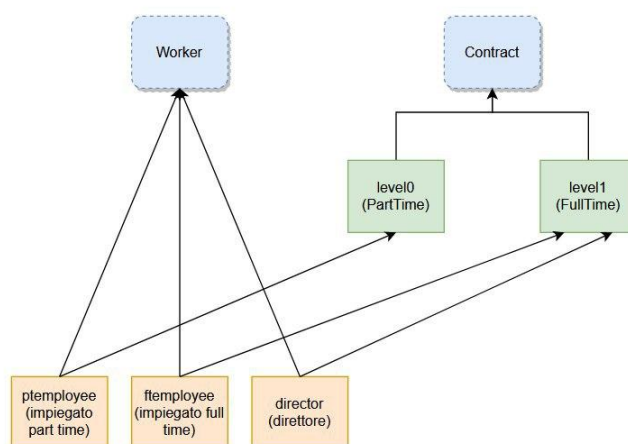 Worker
Contract
level0
(PartTime)
level1
(FullTime)
ptemployee
(impiegato
part time)
ftemployee
(impiegato full
time)
director
(direttore)